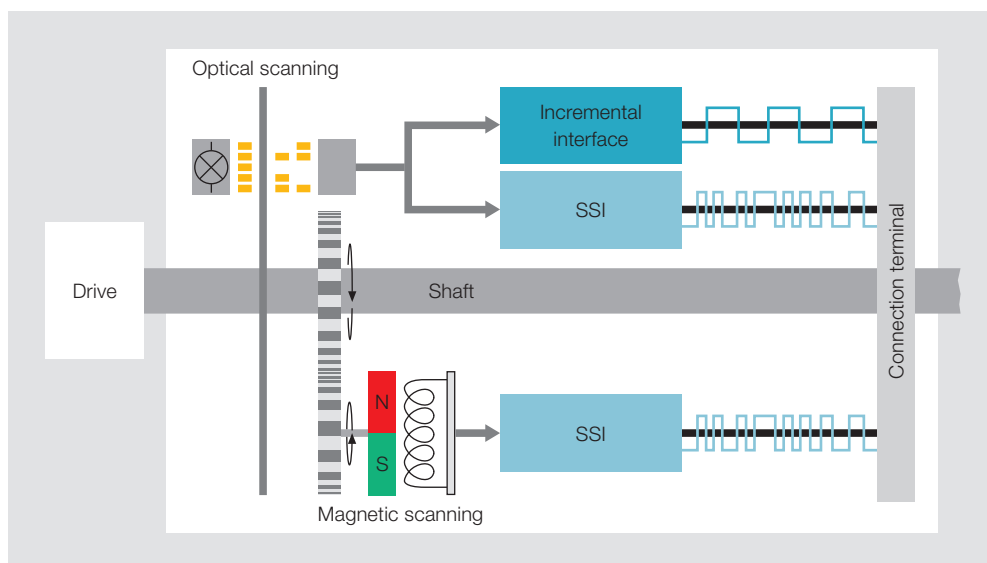 Optical scanning
Incremental
interface
SSI
Drive
Shaft
Connection terminal
N
S
SSI
Magnetic scanning